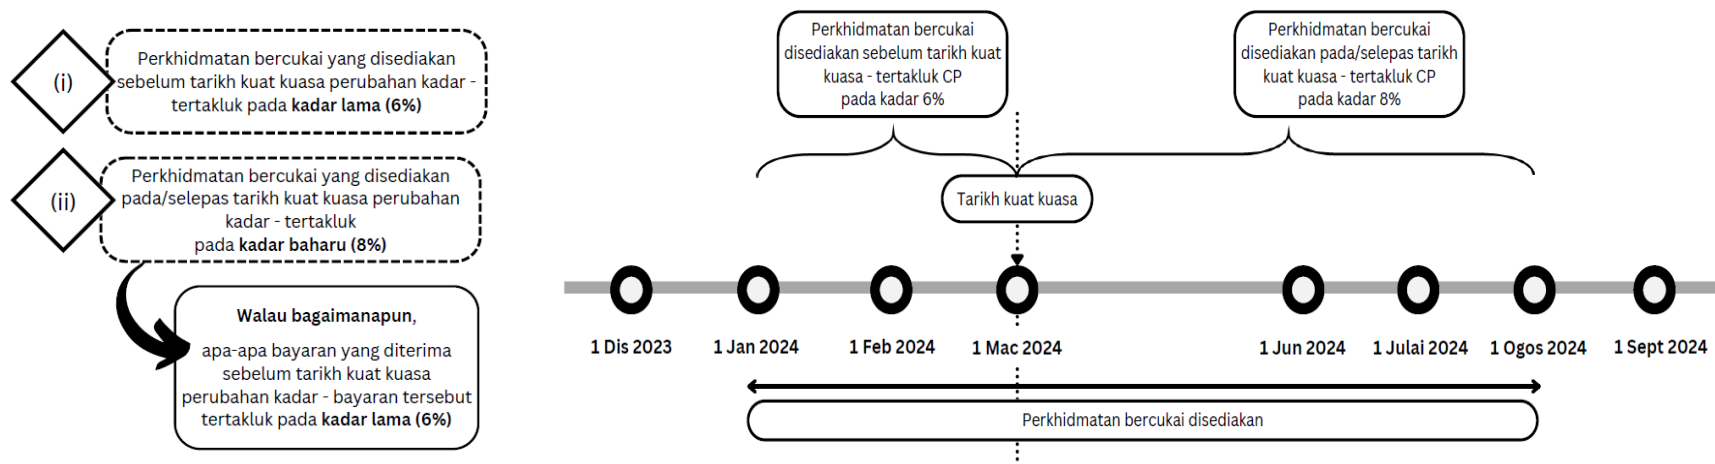 (i)
Perkhidmatan bercukai yang disediakan
sebelum tarikh kuat kuasa perubahan kadar -
tertakluk pada kadar lama (6%)
(ii)
Perkhidmatan bercukai yang disediakan
pada/selepas tarikh kuat kuasa perubahan
kadar - tertakluk
pada kadar baharu (8%)
Walau bagaimanapun,
apa-apa bayaran yang diterima
sebelum tarikh kuat kuasa
perubahan kadar - bayaran tersebut
tertakluk pada kadar lama (6%)
Perkhidmatan bercukai
disediakan sebelum tarikh kuat
kuasa - tertakluk CP
pada kadar 6%
Perkhidmatan bercukai
disediakan pada/selepas tarikh
kuat kuasa - tertakluk CP
pada kadar 8%
Tarikh kuat kuasa
1 Dis 2023
1 Jan 2024
1 Feb 2024
1 Mac 2024
1 Jun 2024
1 Julai 2024
1 Ogos 2024
1 Sept 2024
Perkhidmatan bercukai disediakan